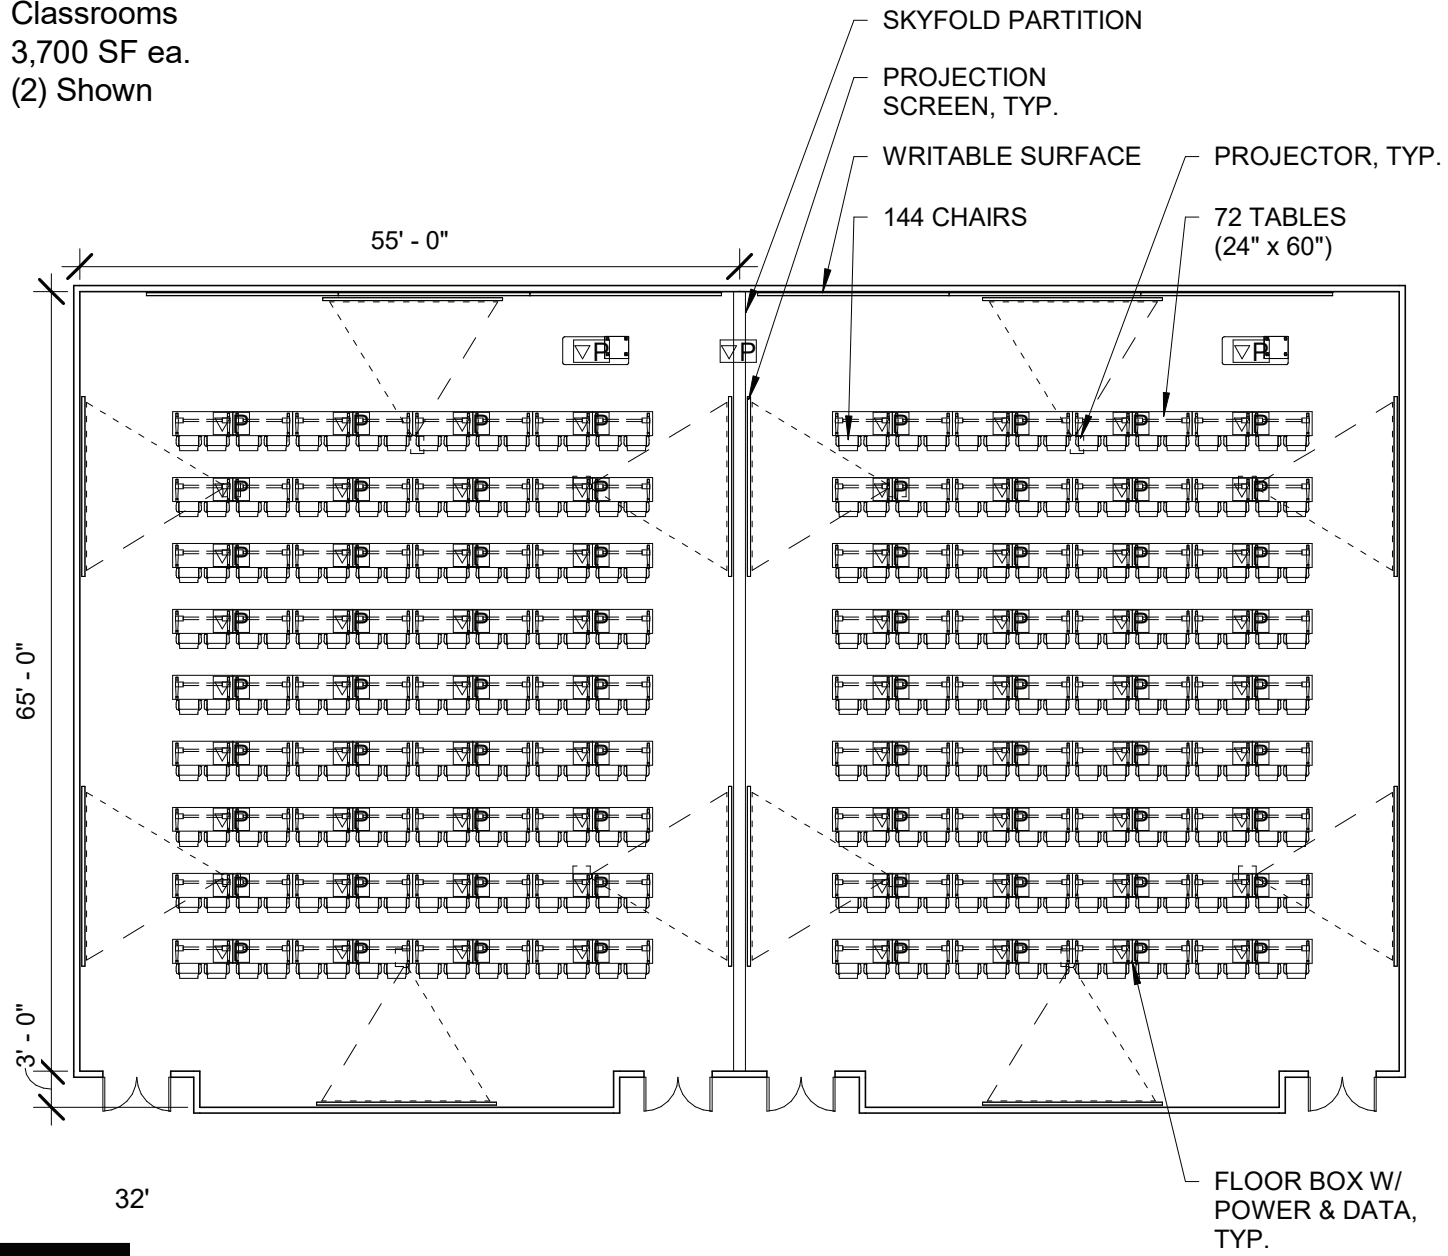 Classrooms
3,700 SF ea.
(2) Shown
SKYFOLD PARTITION
PROJECTION
SCREEN, TYP.
WRITABLE SURFACE
PROJECTOR, TYP.
144 CHAIRS
72 TABLES
(24" x 60")
55' - 0"
P P P
P P P P P P P P
P P P P P P P P
P P P P P P P P
P P P P P P P P
65' - 0"
P P P P P P P P
P P P P P P P P
P P P P P P P P
P P P P P P P P
P P P P P P P P
3' - 0"
32'
FLOOR BOX W/
POWER & DATA,
TYP.